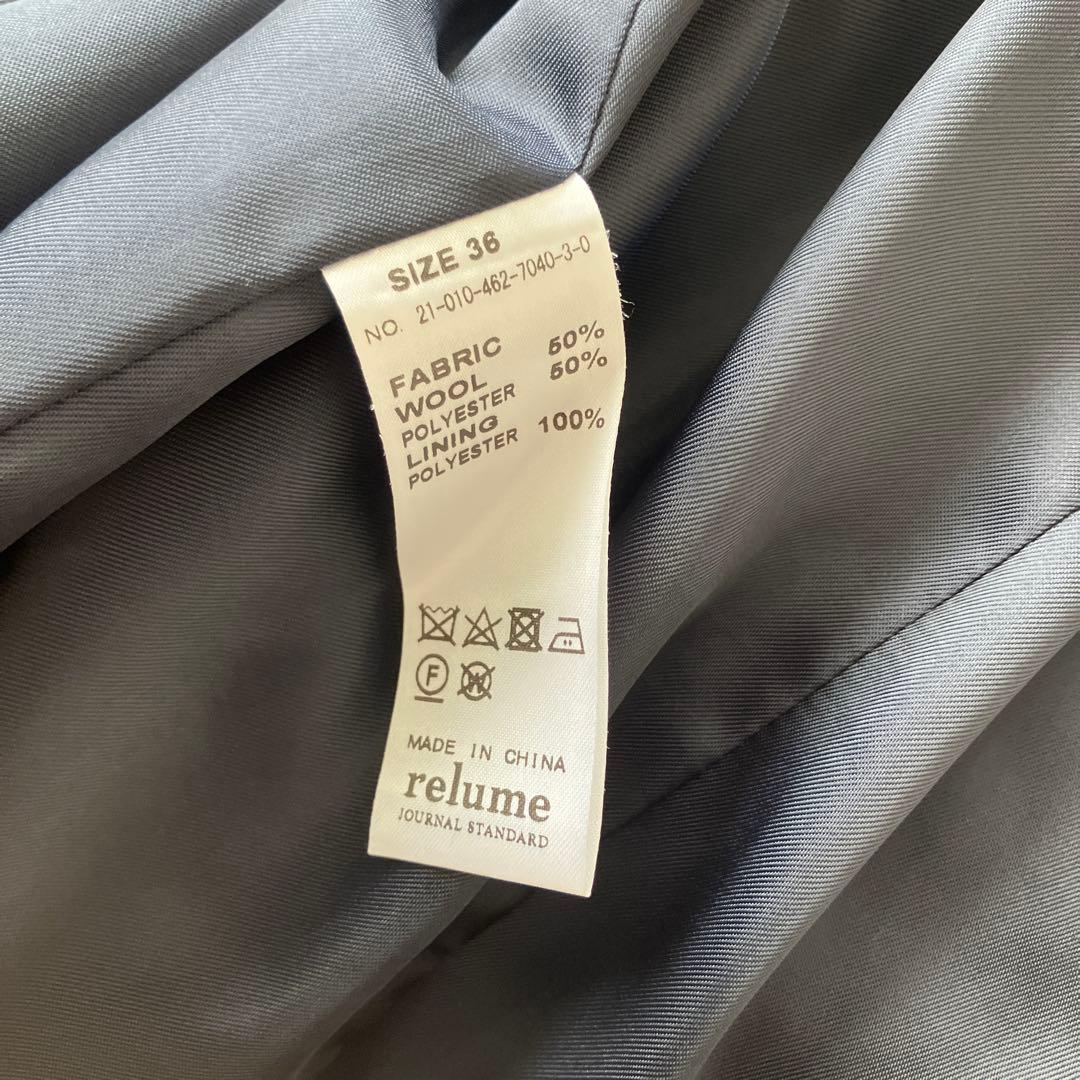 SIZE 36
NO. 21-010-462-7040-3-0
FABRIC
WOOL 50%
POLYESTER 50%
LINING
POLYESTER 100%
F W
MADE IN CHINA
relume
JOURNAL STANDARD